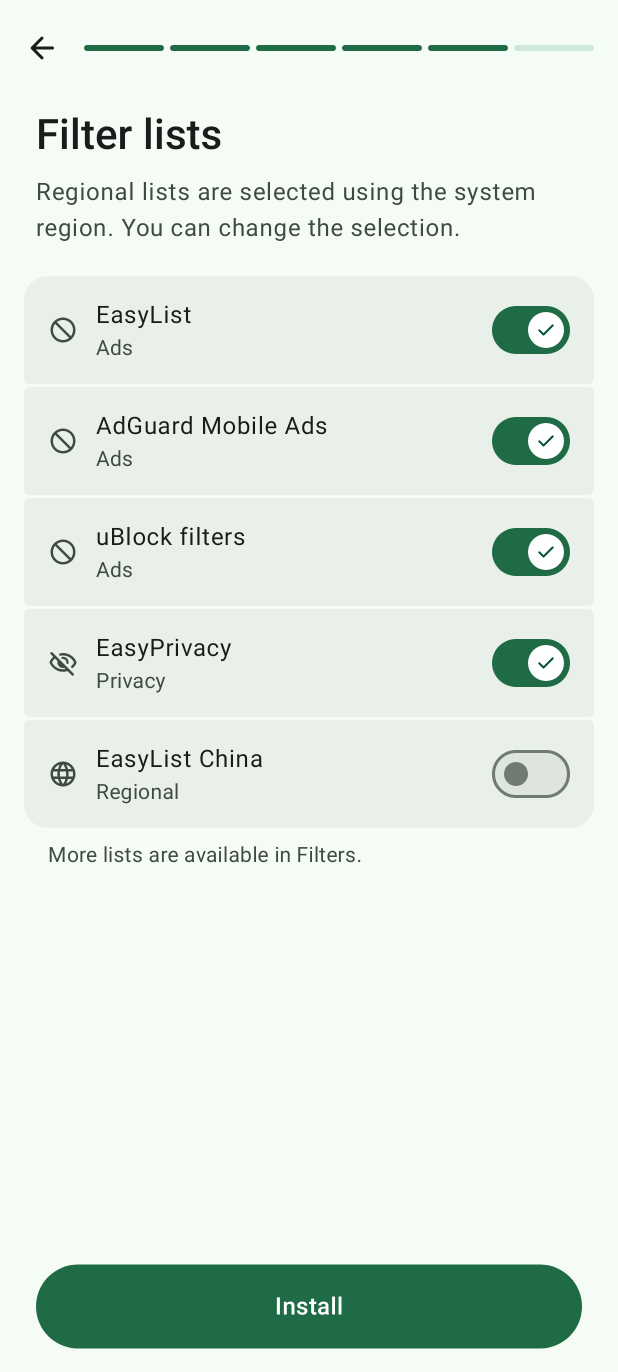 Filter lists
Regional lists are selected using the system
region. You can change the selection.
EasyList
Ads
AdGuard Mobile Ads
Ads
uBlock filters
Ads
EasyPrivacy
Privacy
EasyList China
Regional
More lists are available in Filters.
Install